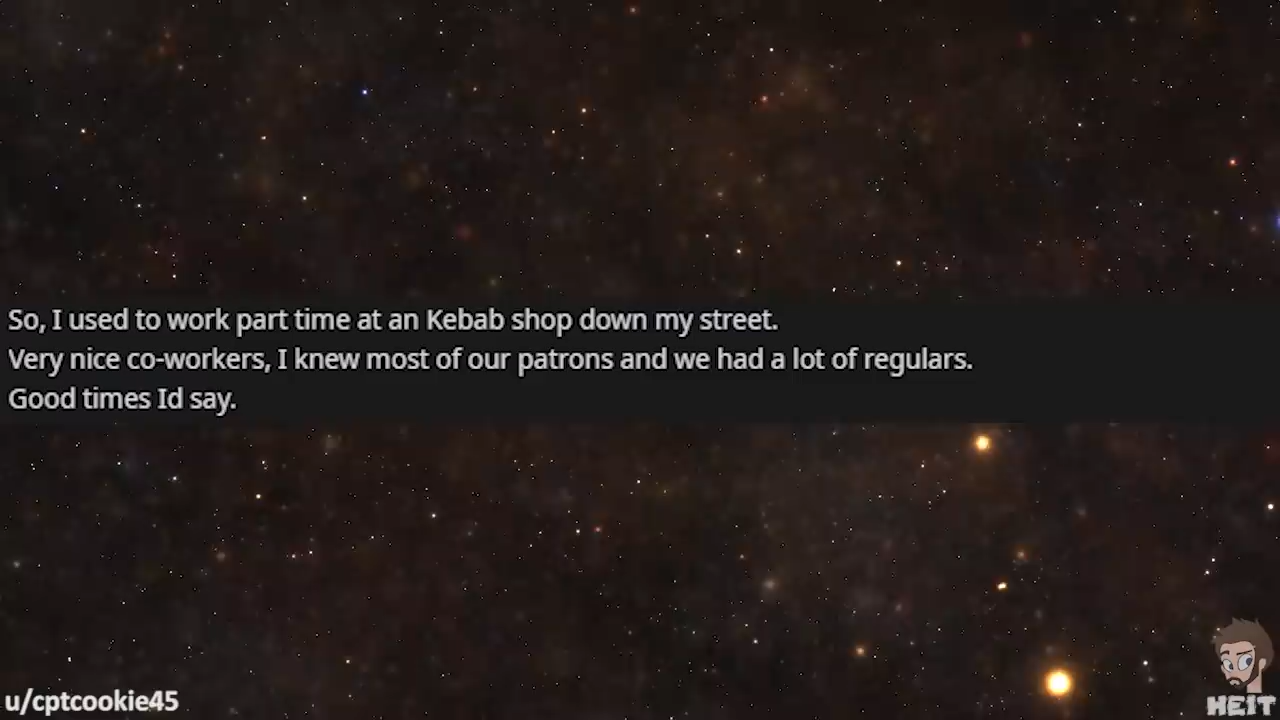 So, I used to work part time at an Kebab shop down my street.
Very nice co-workers, I knew most of our patrons and we had a lot of regulars.
Good times Id say.
u/cptcookie45
HEIT